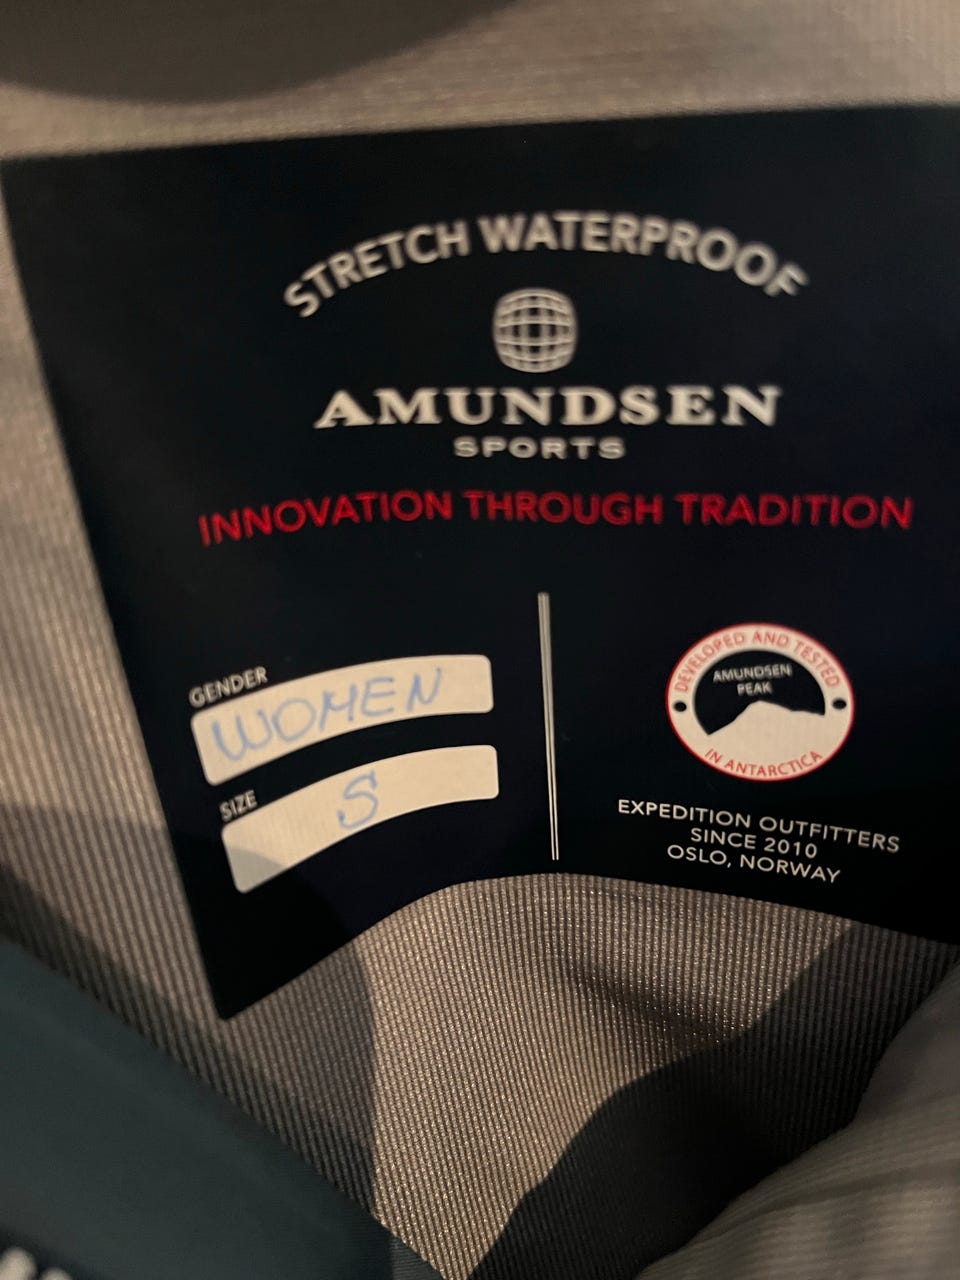 STRETCH WATERPROOF
AMUNDSEN
SPORTS
INNOVATION THROUGH TRADITION
GENDER
WOMEN
SIZE
S
DEVELOPED AND TESTED
AMUNDSEN
PEAK
IN ANTARCTICA
EXPEDITION OUTFITTERS
SINCE 2010
OSLO, NORWAY